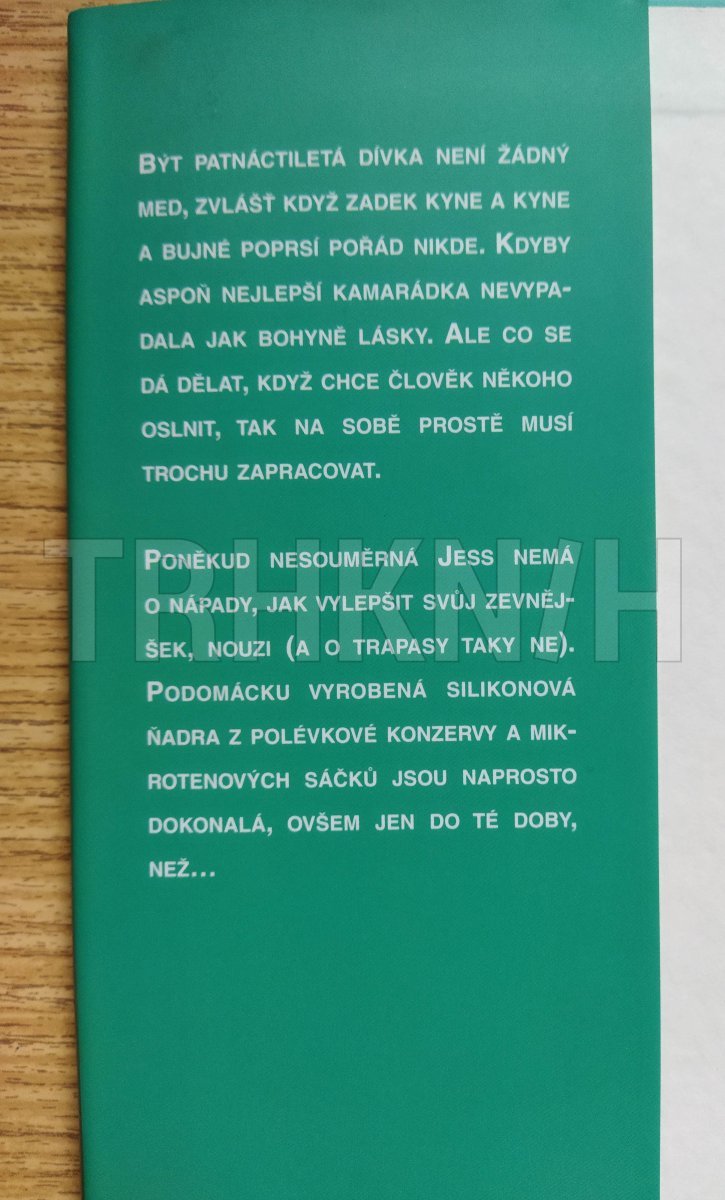 Být patnáctiletá dívka není žádný
med, zvlášť když zadek kyne a kyne
a bujné poprsí pořád nikde. Kdyby
aspoň nejlepší kamarádka nevypa-
dala jak bohyně lásky. Ale co se
dá dělat, když chce člověk někoho
oslnit, tak na sobě prostě musí
trochu zapracovat.
Poněkud nesouměrná Jess nemá
o nápady, jak vylepšit svůj zevněj-
šek, nouzi (a o trapasy taky ne).
Podomácku vyrobená silikonová
ňadra z polévkové konzervy a mik-
rotenových sáčků jsou naprosto
dokonalá, ovšem jen do té doby,
než...
TRHKNIH